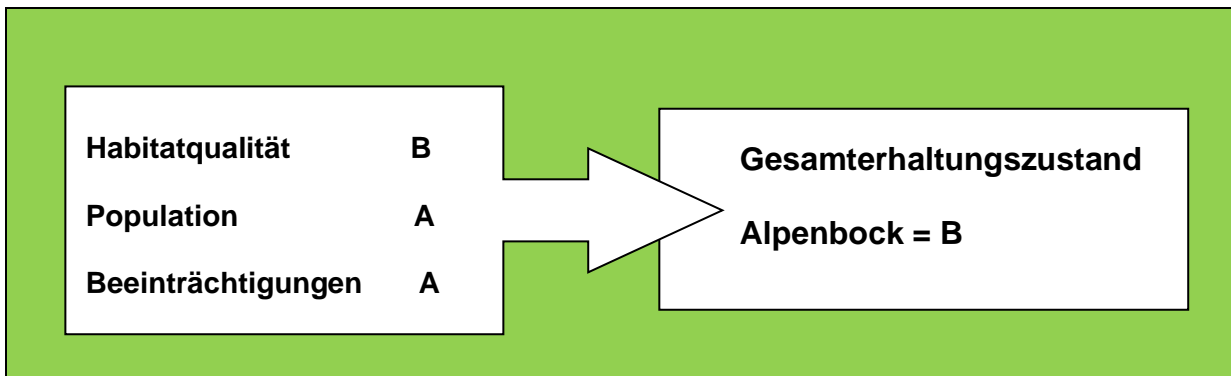 Habitatqualität B
Population A
Beeinträchtigungen A
Gesamterhaltungszustand
Alpenbock = B